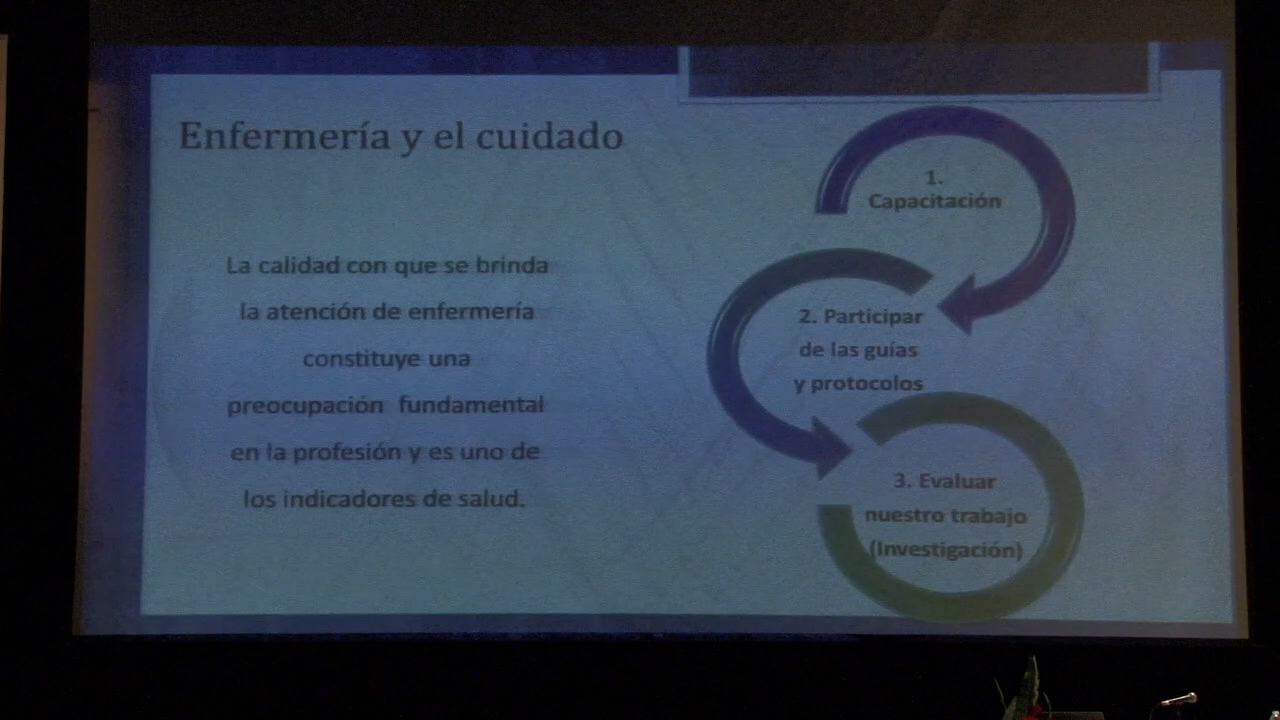 Enfermería y el cuidado
La calidad con que se brinda
la atención de enfermería
constituye una
preocupación fundamental
en la profesión y es uno de
los indicadores de salud.
1.
Capacitación
2. Participar
de las guías
y protocolos
3. Evaluar
nuestro trabajo
(Investigación)